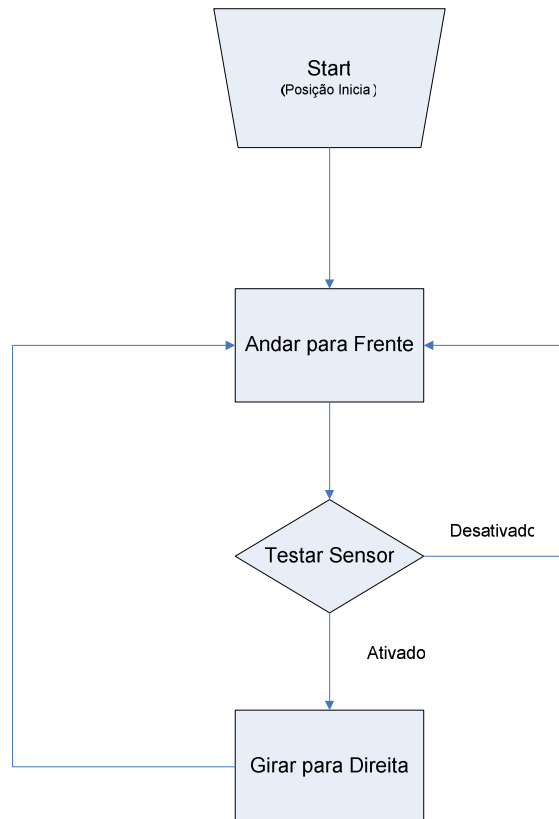 Start
(Posição Inicia)
Andar para Frente
Testar Sensor
Desativado
Ativado
Girar para Direita